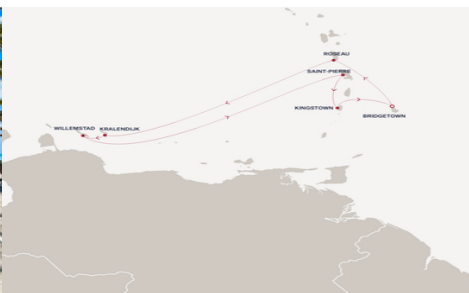 ROSEAU
SAINT-PIERRE
KINGSTOWN
BRIDGETOWN
WILLEMSTAD
KRALENDIJK